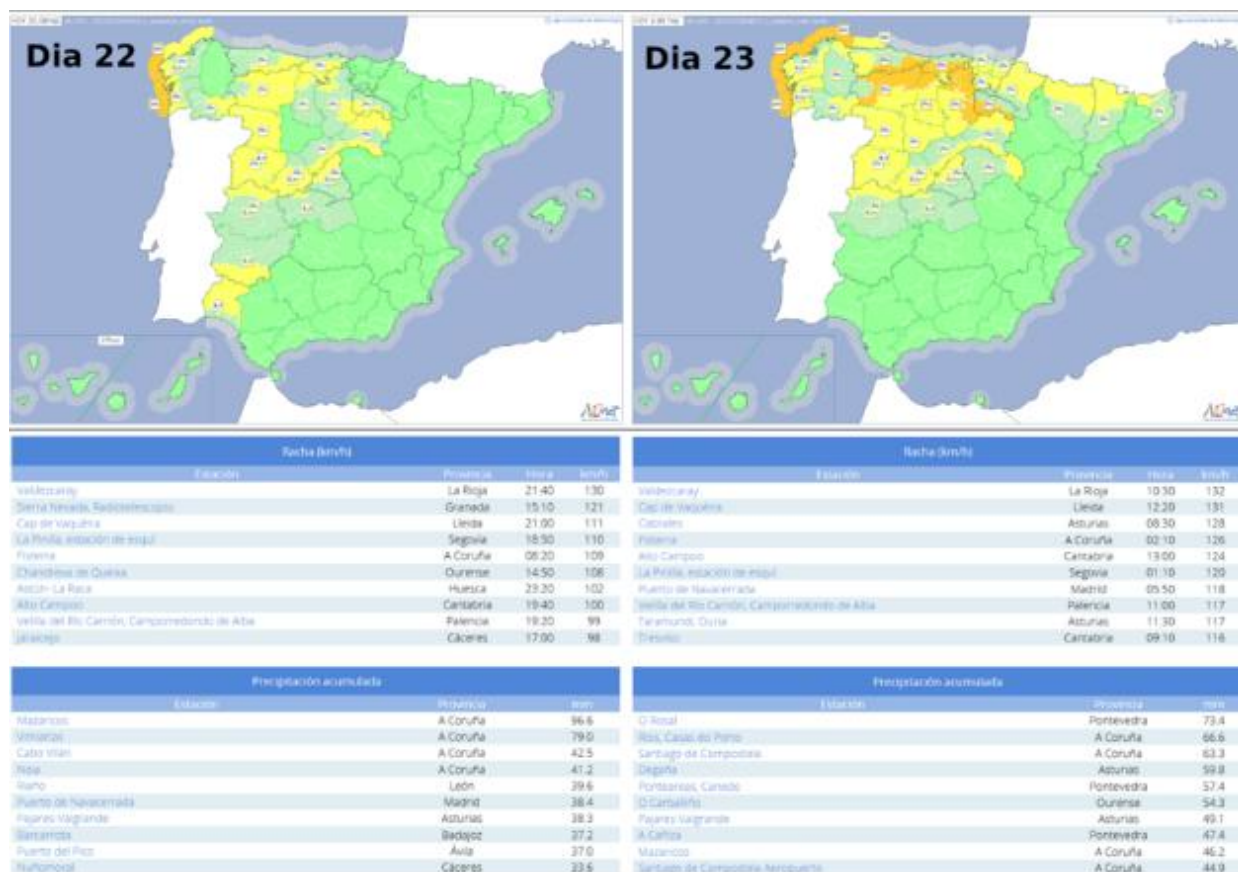 Dia 22
Dia 23
Racha (km/h)
Estación Provincia Hora km/h
Valdezcaray La Rioja 21:40 130
Sierra Nevada, Radiotelescopio Granada 15:10 121
Cap de Vaquèira Lleida 21:00 111
La Pinilla, estación de esquí Segovia 18:50 110
Fisterra A Coruña 08:20 109
Chandrexa de Queixa Ourense 14:50 108
Astún- La Raca Huesca 23:20 102
Alto Campoo Cantabria 19:40 100
Velilla del Río Carrión, Camporredondo de Alba Palencia 19:20 99
Jaraicejo Cáceres 17:00 98
Racha (km/h)
Estación Provincia Hora km/h
Valdezcaray La Rioja 10:30 132
Cap de Vaquèira Lleida 12:20 131
Cabrales Asturias 08:30 128
Fisterra A Coruña 02:10 126
Alto Campoo Cantabria 13:00 124
La Pinilla, estación de esquí Segovia 01:10 120
Puerto de Navacerrada Madrid 05:50 118
Velilla del Río Carrión, Camporredondo de Alba Palencia 11:00 117
Taramundi, Ouria Asturias 11:30 117
Tresviso Cantabria 09:10 116
Precipitación acumulada
Estación Provincia mm
Mazaricos A Coruña 96.6
Vimianzo A Coruña 79.0
Cabo Vilán A Coruña 42.5
Noia A Coruña 41.2
Riaño León 39.6
Puerto de Navacerrada Madrid 38.4
Pajares Valgrande Asturias 38.3
Barcarrota Badajoz 37.2
Puerto del Pico Ávila 37.0
Nuñomoral Cáceres 33.6
Precipitación acumulada
Estación Provincia mm
O Rosal Pontevedra 73.4
Rois, Casas do Porto A Coruña 66.6
Santiago de Compostela A Coruña 63.3
Degaña Asturias 59.8
Ponteareas, Canedo Pontevedra 57.4
O Carballiño Ourense 54.3
Pajares Valgrande Asturias 49.1
A Cañiza Pontevedra 47.4
Mazaricos A Coruña 46.2
Santiago de Compostela Aeropuerto A Coruña 44.9